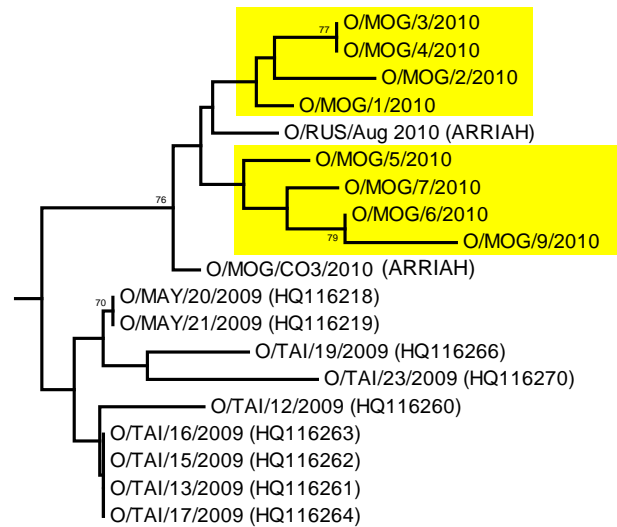 77
O/MOG/3/2010
O/MOG/4/2010
O/MOG/2/2010
O/MOG/1/2010
O/RUS/Aug 2010 (ARRIAH)
O/MOG/5/2010
O/MOG/7/2010
76
O/MOG/6/2010
79
O/MOG/9/2010
O/MOG/CO3/2010 (ARRIAH)
70
O/MAY/20/2009 (HQ116218)
O/MAY/21/2009 (HQ116219)
O/TAI/19/2009 (HQ116266)
O/TAI/23/2009 (HQ116270)
O/TAI/12/2009 (HQ116260)
O/TAI/16/2009 (HQ116263)
O/TAI/15/2009 (HQ116262)
O/TAI/13/2009 (HQ116261)
O/TAI/17/2009 (HQ116264)